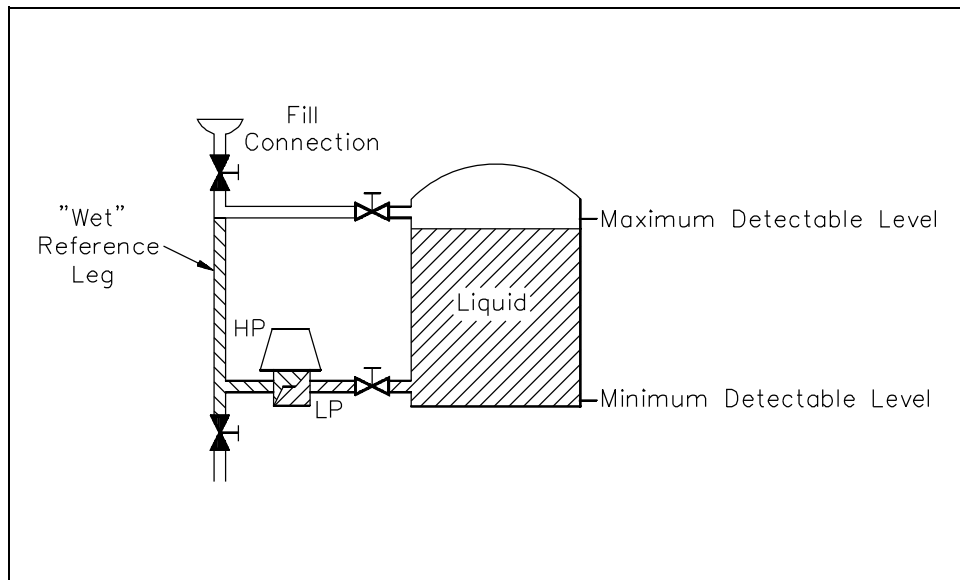 Fill
Connection
"Wet"
Reference
Leg
Maximum Detectable Level
Liquid
HP
LP
Minimum Detectable Level